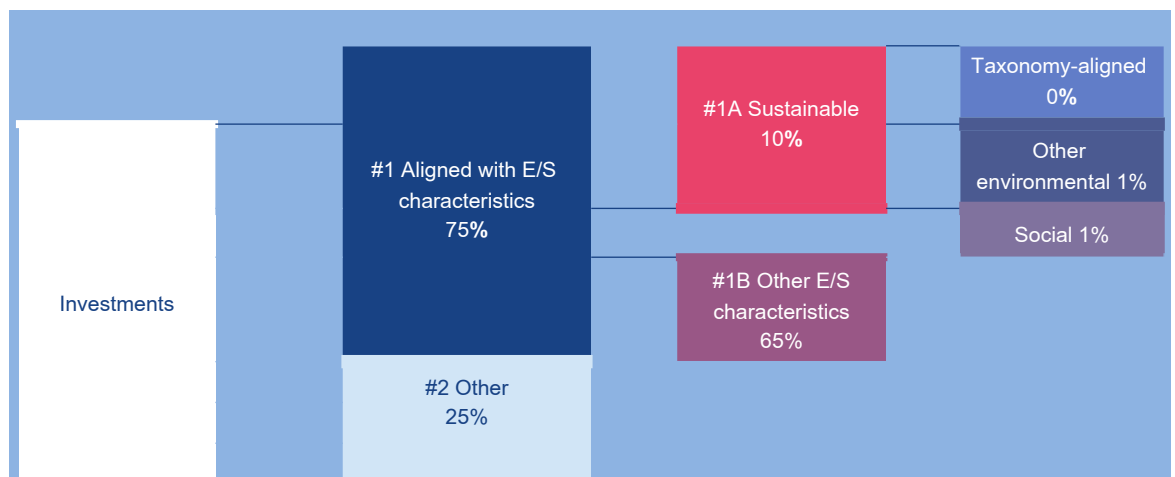 Investments
#1 Aligned with E/S
characteristics
75%
#2 Other
25%
#1A Sustainable
10%
#1B Other E/S
characteristics
65%
Taxonomy-aligned
0%
Other
environmental 1%
Social 1%